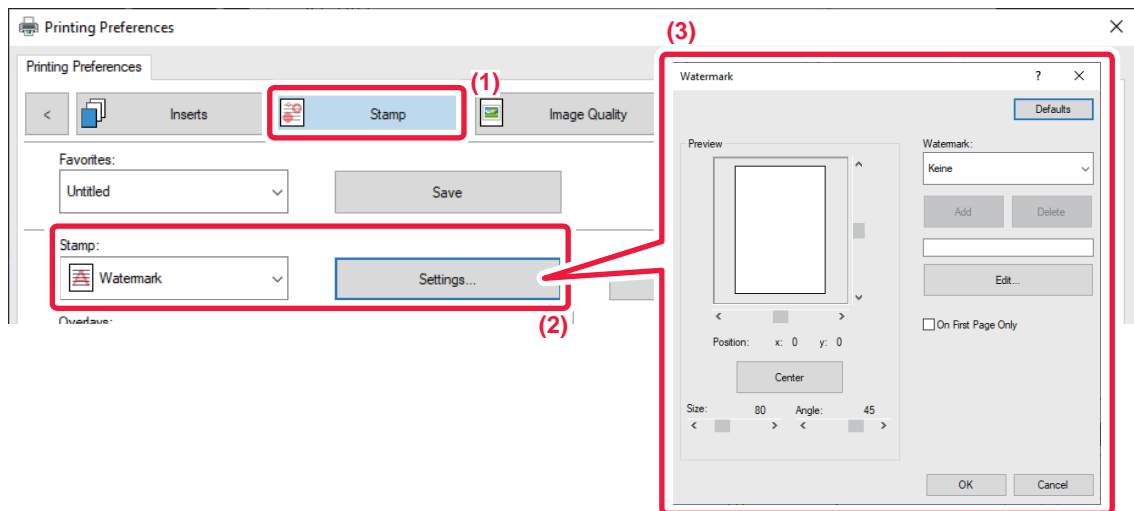 Printing Preferences
Printing Preferences
(1)
< Inserts Stamp Image Quality
Favorites:
Untitled Save
Stamp:
Watermark Settings...
(2)
Overlays:
(3)
Watermark ? ×
Defaults
Preview
Watermark:
Keine
Add Delete
Edit...
On First Page Only
Position: x: 0 y: 0
Center
Size: 80 Angle: 45
< > < >
OK Cancel